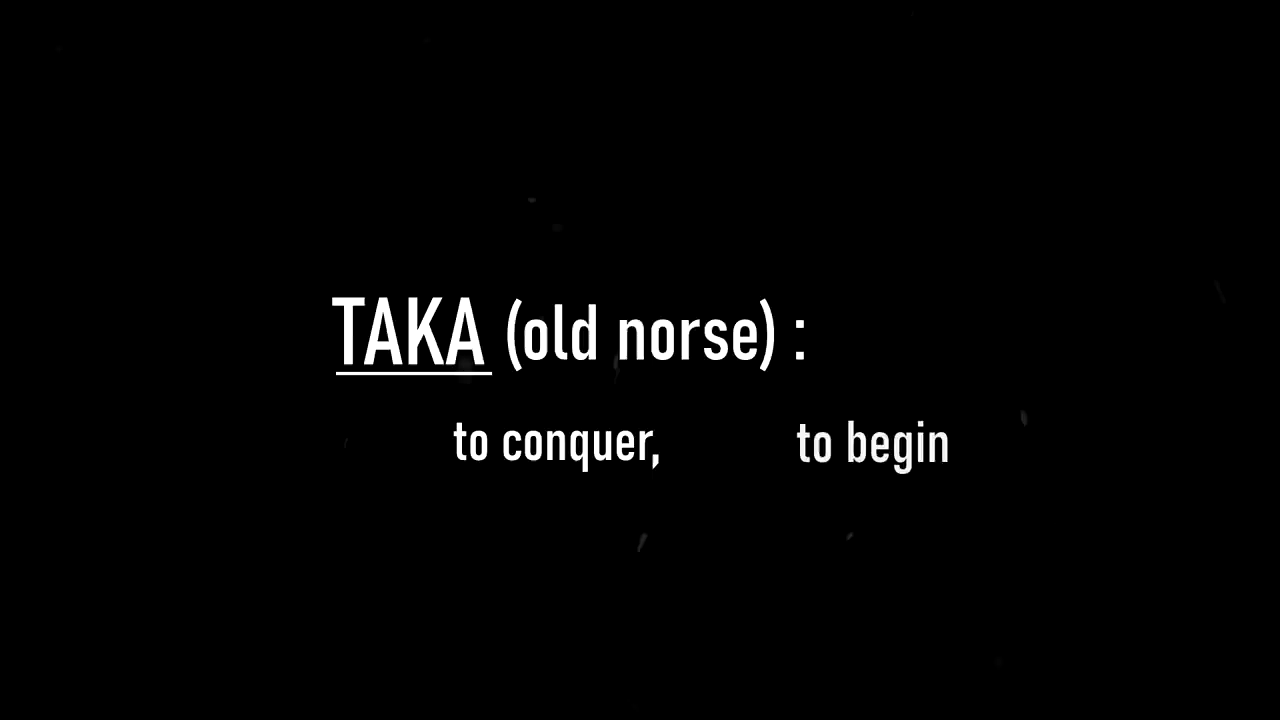 TAKA (old norse) :
to conquer, to begin